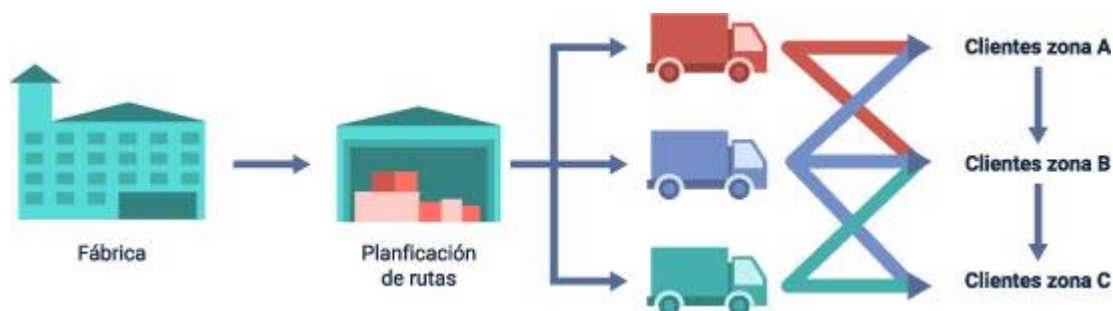 Fábrica
Planficación
de rutas
Clientes zona A
Clientes zona B
Clientes zona C